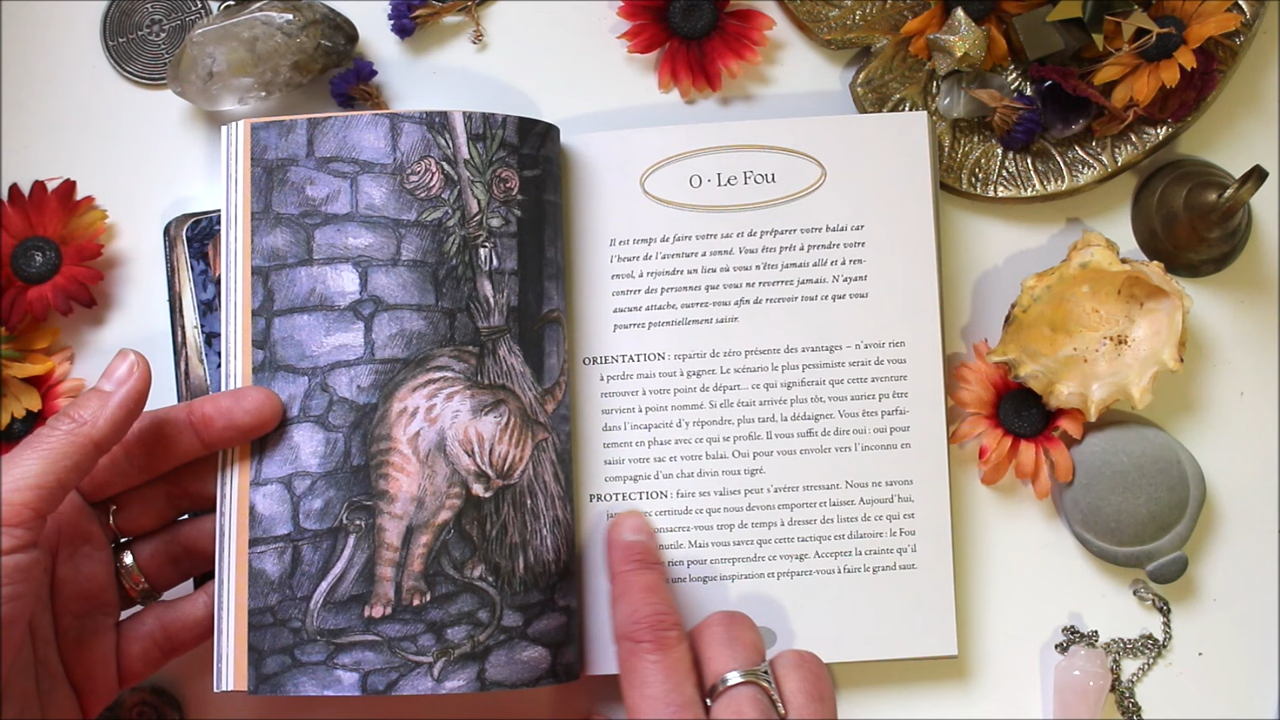 0 · Le Fou
Il est temps de faire votre sac et de préparer votre balai car
l'heure de l'aventure a sonné. Vous êtes prêt à prendre votre
envol, à rejoindre un lieu où vous n'êtes jamais allé et à ren-
contrer des personnes que vous ne reverrez jamais. N'ayant
aucune attache, ouvrez-vous afin de recevoir tout ce que vous
pourrez potentiellement saisir.
ORIENTATION : repartir de zéro présente des avantages – n'avoir rien
à perdre mais tout à gagner. Le scénario le plus pessimiste serait de vous
retrouver à votre point de départ... ce qui signifierait que cette aventure
survient à point nommé. Si elle était arrivée plus tôt, vous auriez pu être
dans l'incapacité d'y répondre, plus tard, la dédaigner. Vous êtes parfai-
tement en phase avec ce qui se profile. Il vous suffit de dire oui : oui pour
saisir votre sac et votre balai. Oui pour vous envoler vers l'inconnu en
compagnie d'un chat divin roux tigré.
PROTECTION : faire ses valises peut s'avérer stressant. Nous ne savons
avec certitude ce que nous devons emporter et laisser. Aujourd'hui,
consacrez-vous trop de temps à dresser des listes de ce qui est
Mais vous savez que cette tactique est dilatoire : le Fou
rien pour entreprendre ce voyage. Acceptez la crainte qu'il
une longue inspiration et préparez-vous à faire le grand saut.